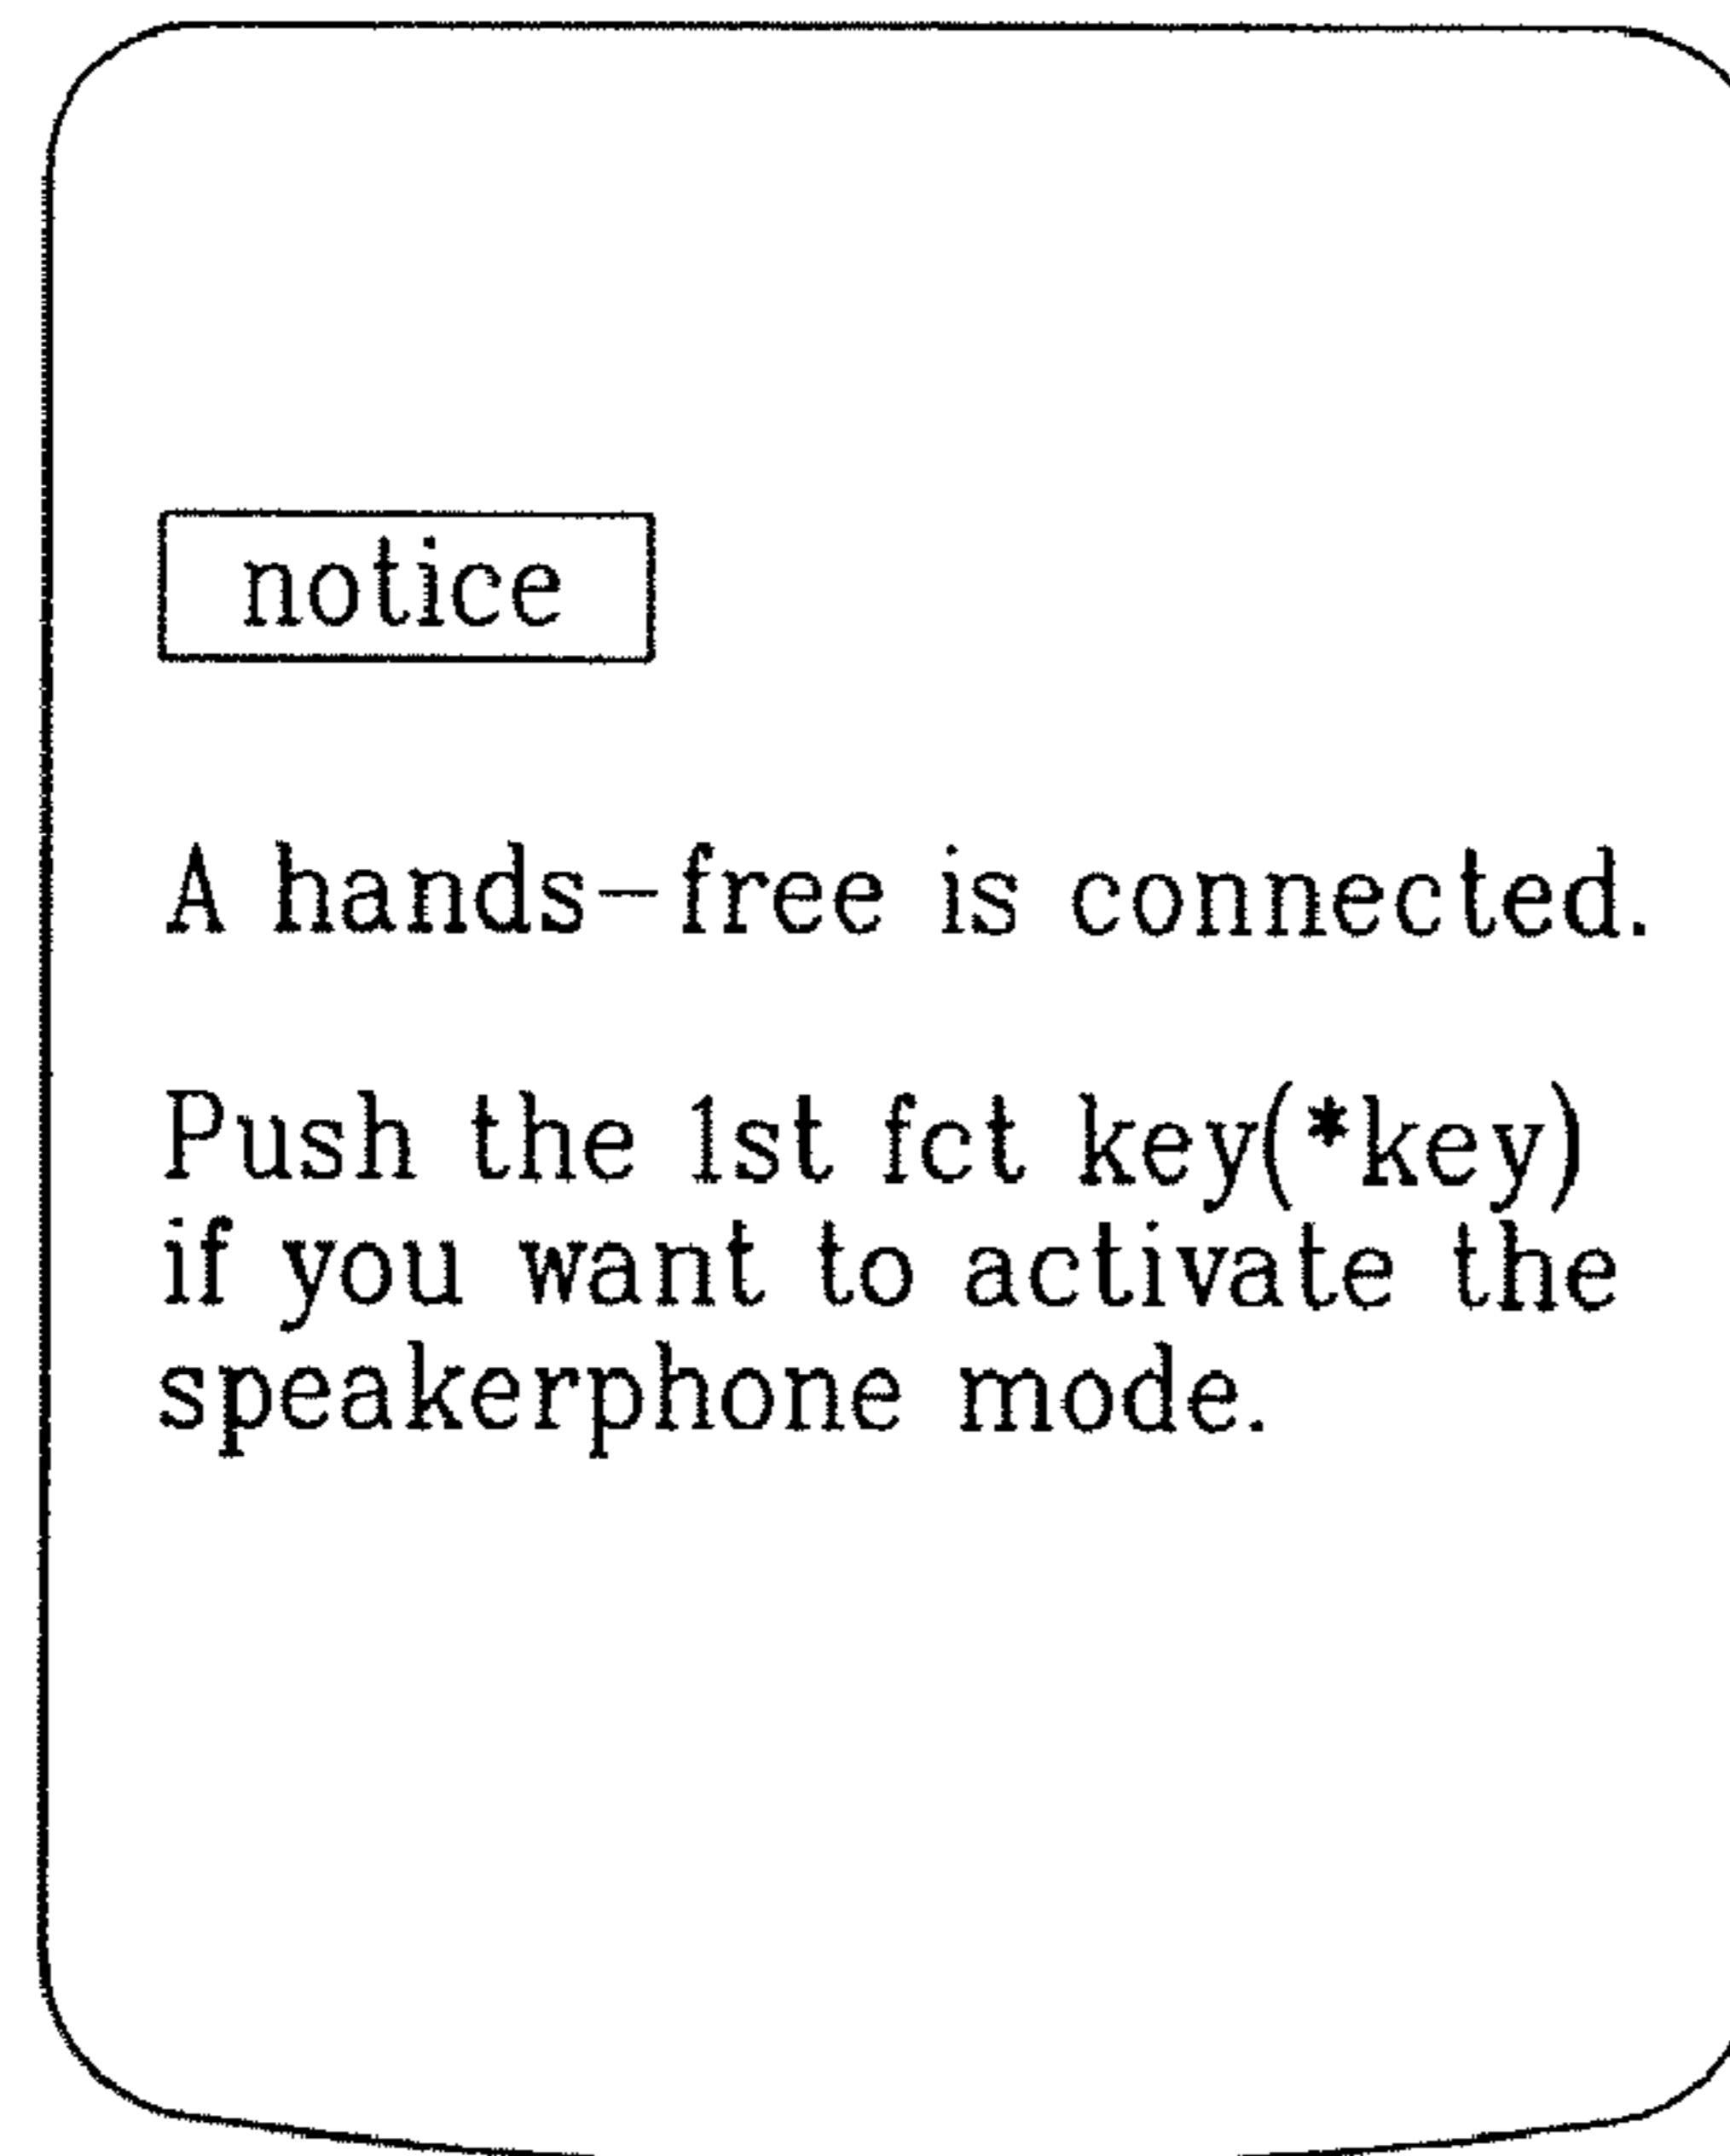 notice
A hands-free is connected.
Push the 1st fct key(*key)
if you want to activate the
speakerphone mode.